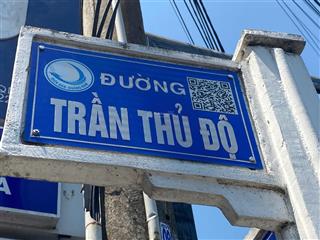 ĐƯỜNG
TRẦN THỦ ĐỘ
A